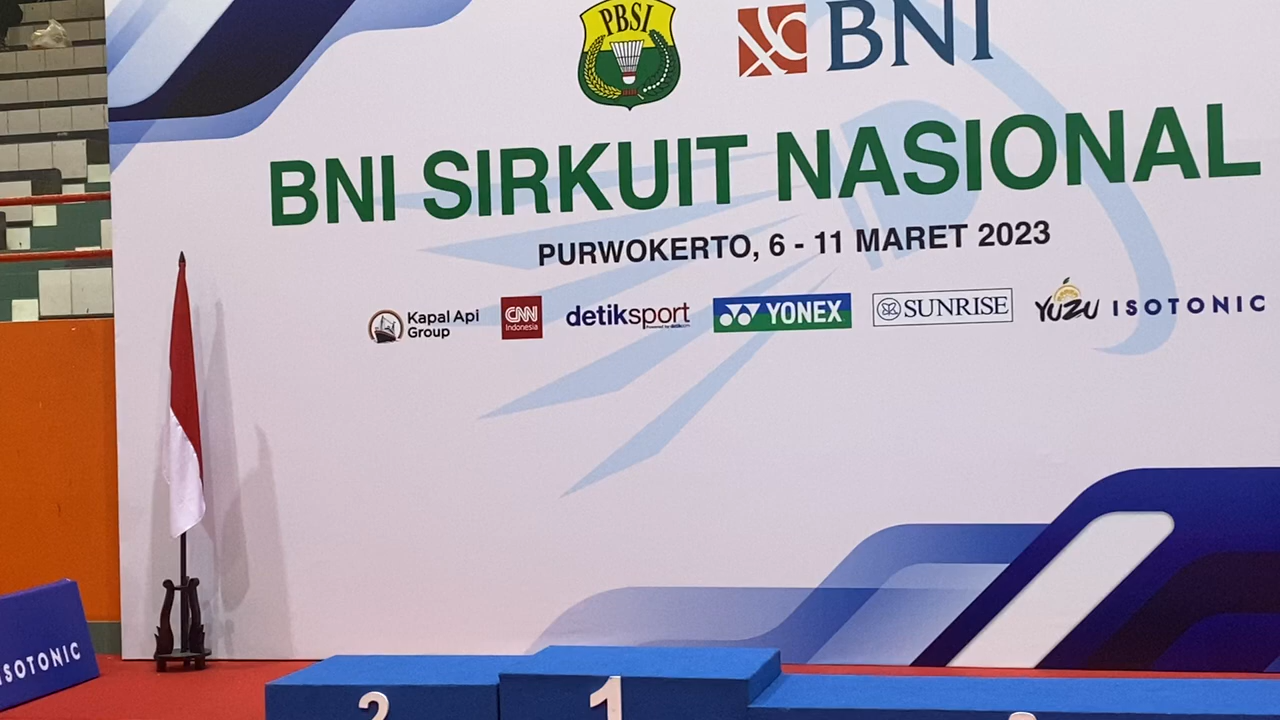 PBSI
BNI
BNI SIRKUIT NASIONAL
PURWOKERTO, 6 - 11 MARET 2023
Kapal Api
Group
CNN
Indonesia
detiksport
YONEX
SUNRISE
YUZU ISOTONIC
ISOTONIC
2
1